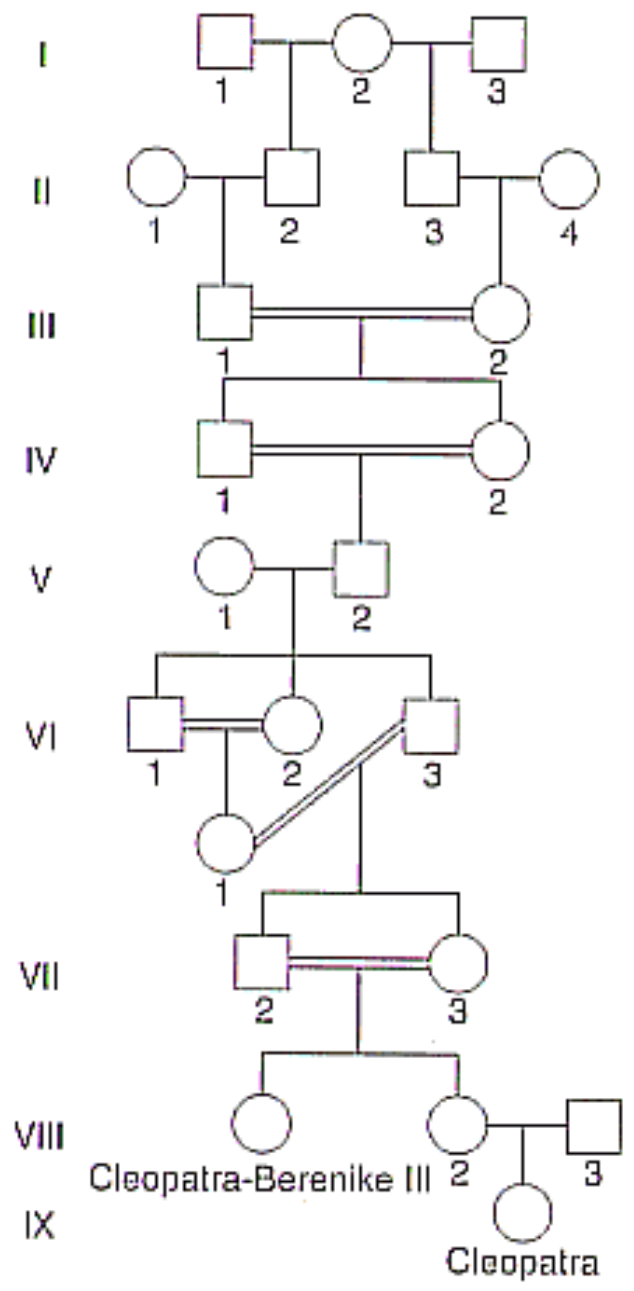 I
1 2 3
II
1 2 3 4
III
1 2
IV
1 2
V
1 2
VI
1 2 3
1
VII
2 3
VIII
Cleopatra-Berenike III 2 3
IX
Cleopatra